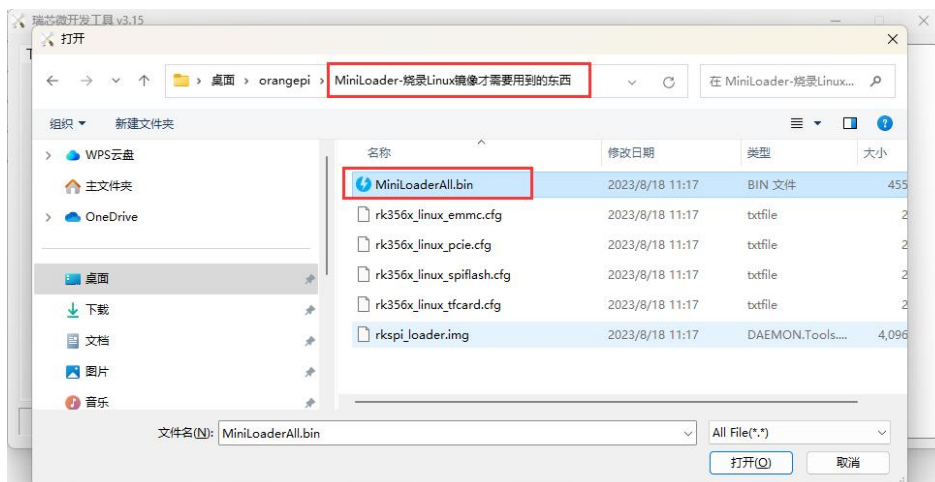 瑞芯微开发工具 v3.15
打开
桌面 › orangepi › MiniLoader-烧录Linux镜像才需要用到的东西
在 MiniLoader-烧录Linux...
组织 新建文件夹
名称 修改日期 类型 大小
WPS云盘
主文件夹
OneDrive
桌面
下载
文档
图片
音乐
MiniLoaderAll.bin 2023/8/18 11:17 BIN 文件 455
rk356x_linux_emmc.cfg 2023/8/18 11:17 txtfile 2
rk356x_linux_pcie.cfg 2023/8/18 11:17 txtfile 2
rk356x_linux_spiflash.cfg 2023/8/18 11:17 txtfile 2
rk356x_linux_tfcard.cfg 2023/8/18 11:17 txtfile 2
rkspi_loader.img 2023/8/18 11:17 DAEMON.Tools.... 4,096
文件名(N): MiniLoaderAll.bin All File(*.*)
打开(O) 取消